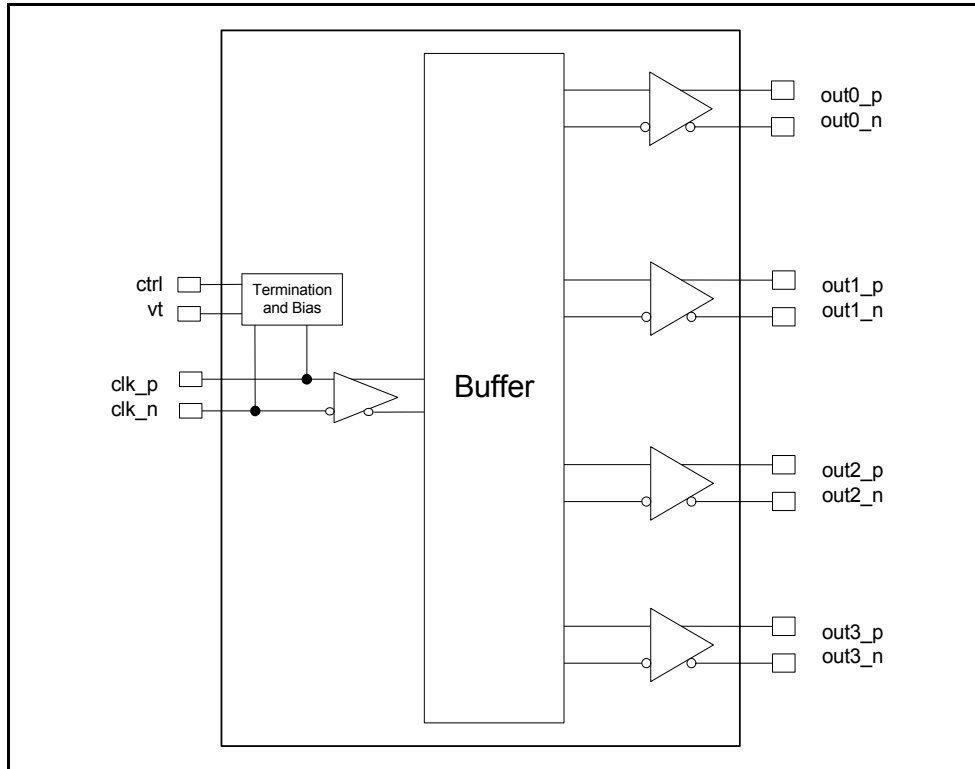 out0_p
out0_n
ctrl
vt
Termination
and Bias
out1_p
out1_n
clk_p
clk_n
Buffer
out2_p
out2_n
out3_p
out3_n